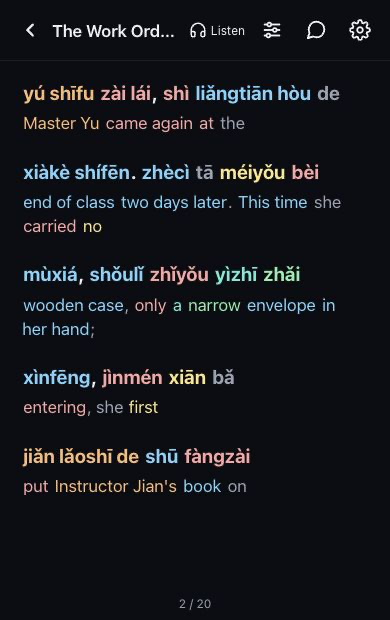 The Work Ord...
Listen
yú shīfu zài lái, shì liǎngtiān hòu de
Master Yu came again at the
xiàkè shífēn. zhècì tā méiyǒu bèi
end of class two days later. This time she
carried no
mùxiá, shǒulǐ zhǐyǒu yìzhī zhǎi
wooden case, only a narrow envelope in
her hand;
xìnfēng, jìnmén xiān bǎ
entering, she first
jiǎn lǎoshī de shū fàngzài
put Instructor Jian's book on
2 / 20